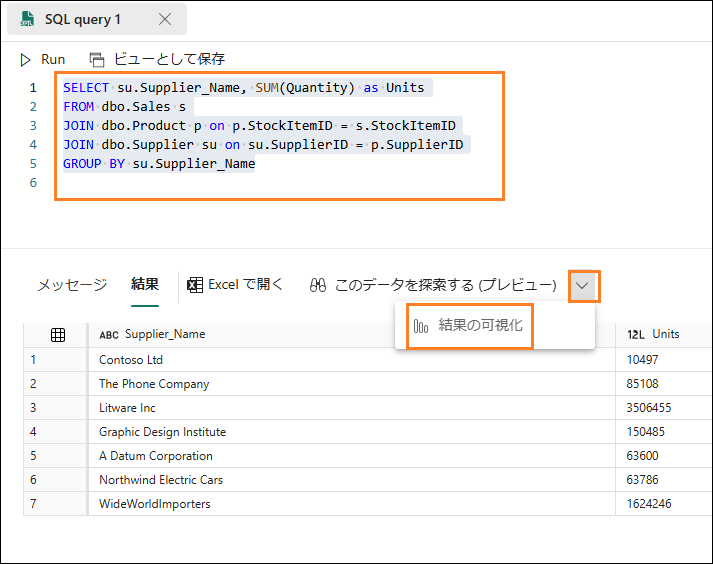 SQL query 1
Run ビューとして保存
1 SELECT su.Supplier_Name, SUM(Quantity) as Units
2 FROM dbo.Sales s
3 JOIN dbo.Product p on p.StockItemID = s.StockItemID
4 JOIN dbo.Supplier su on su.SupplierID = p.SupplierID
5 GROUP BY su.Supplier_Name
6
メッセージ 結果 Excel で開く このデータを探索する (プレビュー)
結果の可視化
ABC Supplier_Name 12L Units
1 Contoso Ltd 10497
2 The Phone Company 85108
3 Litware Inc 3506455
4 Graphic Design Institute 150485
5 A Datum Corporation 63600
6 Northwind Electric Cars 63786
7 WideWorldImporters 1624246